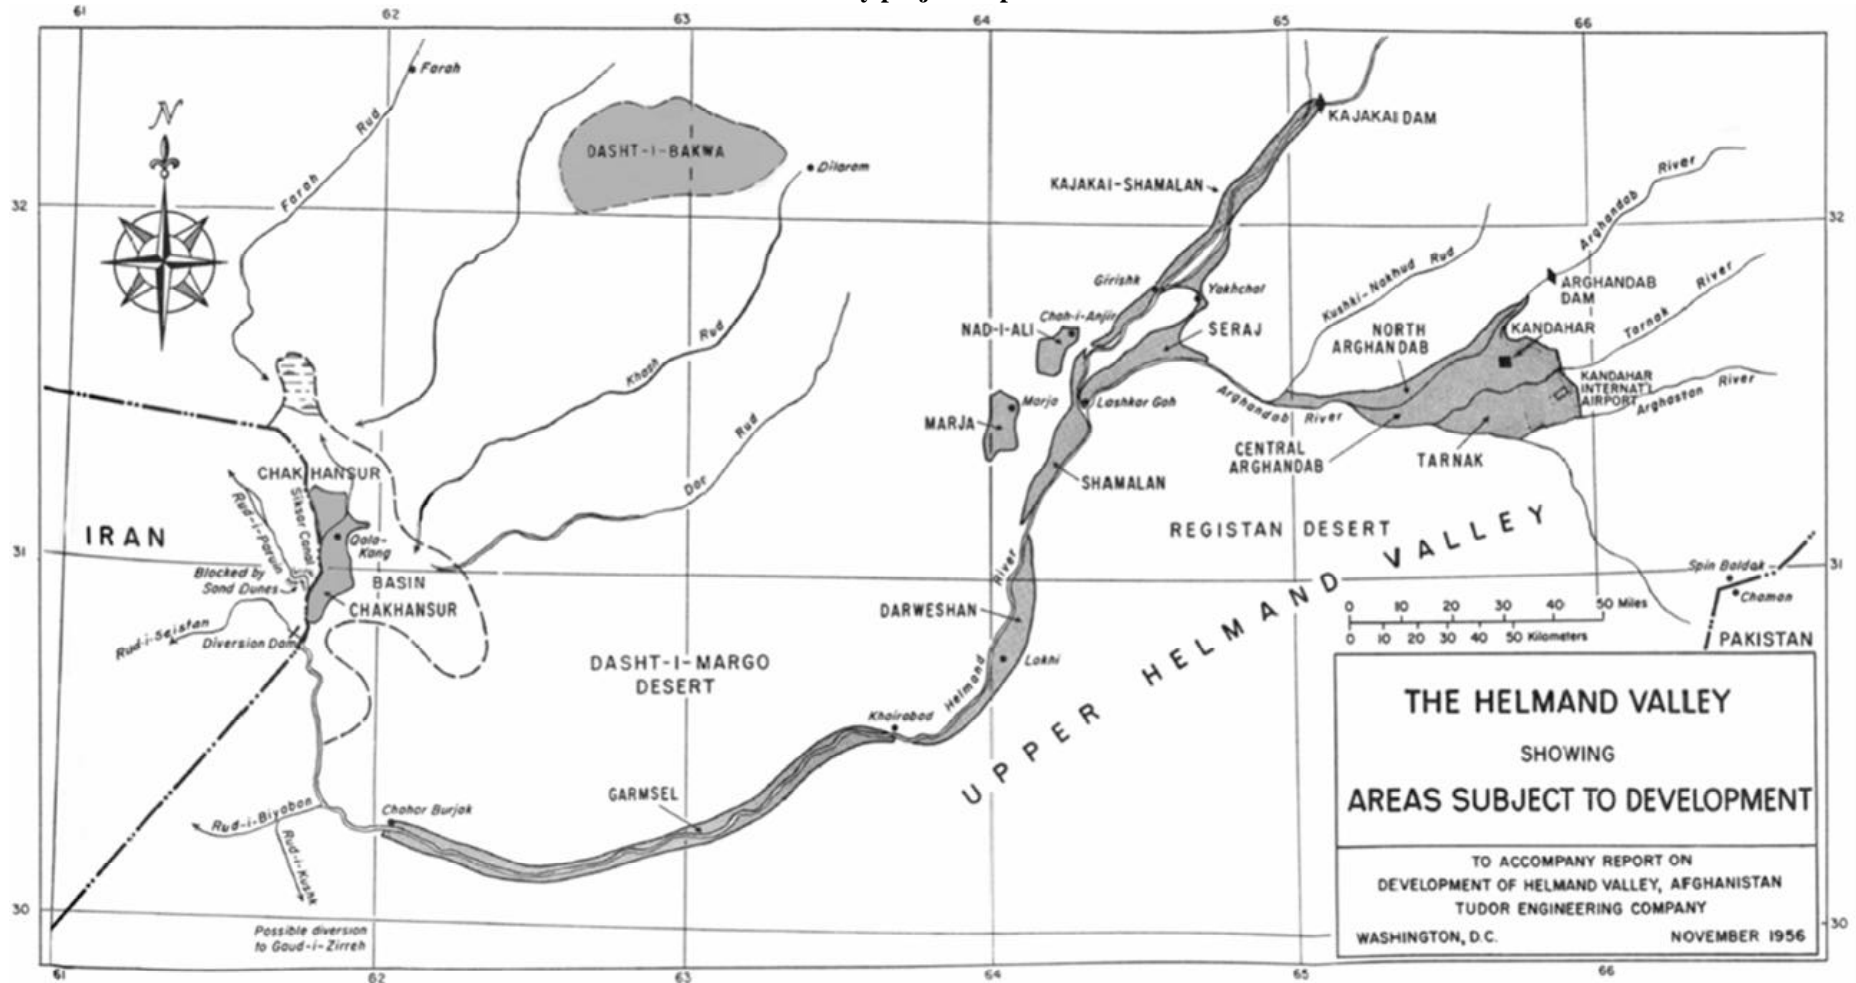 61
62
63
64
65
66
N
Farah
Farah Rud
DASHT-I-BAKWA
Dilaram
KAJAKAI DAM
KAJAKAI-SHAMALAN
32
32
Arghandab River
Kushki-Nakhud Rud
ARGHANDAB
DAM
Tarnak River
Girishk
Yakhchal
Chah-i-Anjir
NAD-I-ALI
SERAJ
NORTH
ARGHANDAB
KANDAHAR
KANDAHAR
INTERNAT'L
AIRPORT
Arghastan River
Khash Rud
Marja
MARJA
Lashkar Gah
Arghandab River
CENTRAL
ARGHANDAB
TARNAK
Dor Rud
SHAMALAN
CHAKHANSUR
Siksar Canal
Rud-i-Paruin
IRAN
Qala-
Kang
REGISTAN DESERT
31
31
Blocked by
Sand Dunes
BASIN
CHAKHANSUR
Helmand River
DARWESHAN
UPPER HELMAND VALLEY
Spin Baldak
Chaman
PAKISTAN
0 10 20 30 40 50 Miles
0 10 20 30 40 50 Kilometers
Rud-i-Seistan
Diversion Dam
DASHT-I-MARGO
DESERT
Lakhi
Khairabad
GARMSEL
Chahar Burjak
Rud-i-Biyaban
Rud-i-Kushk
30
30
Possible diversion
to Gaud-i-Zirreh
THE HELMAND VALLEY
SHOWING
AREAS SUBJECT TO DEVELOPMENT
TO ACCOMPANY REPORT ON
DEVELOPMENT OF HELMAND VALLEY, AFGHANISTAN
TUDOR ENGINEERING COMPANY
WASHINGTON, D.C. NOVEMBER 1956
61
62
63
64
65
66